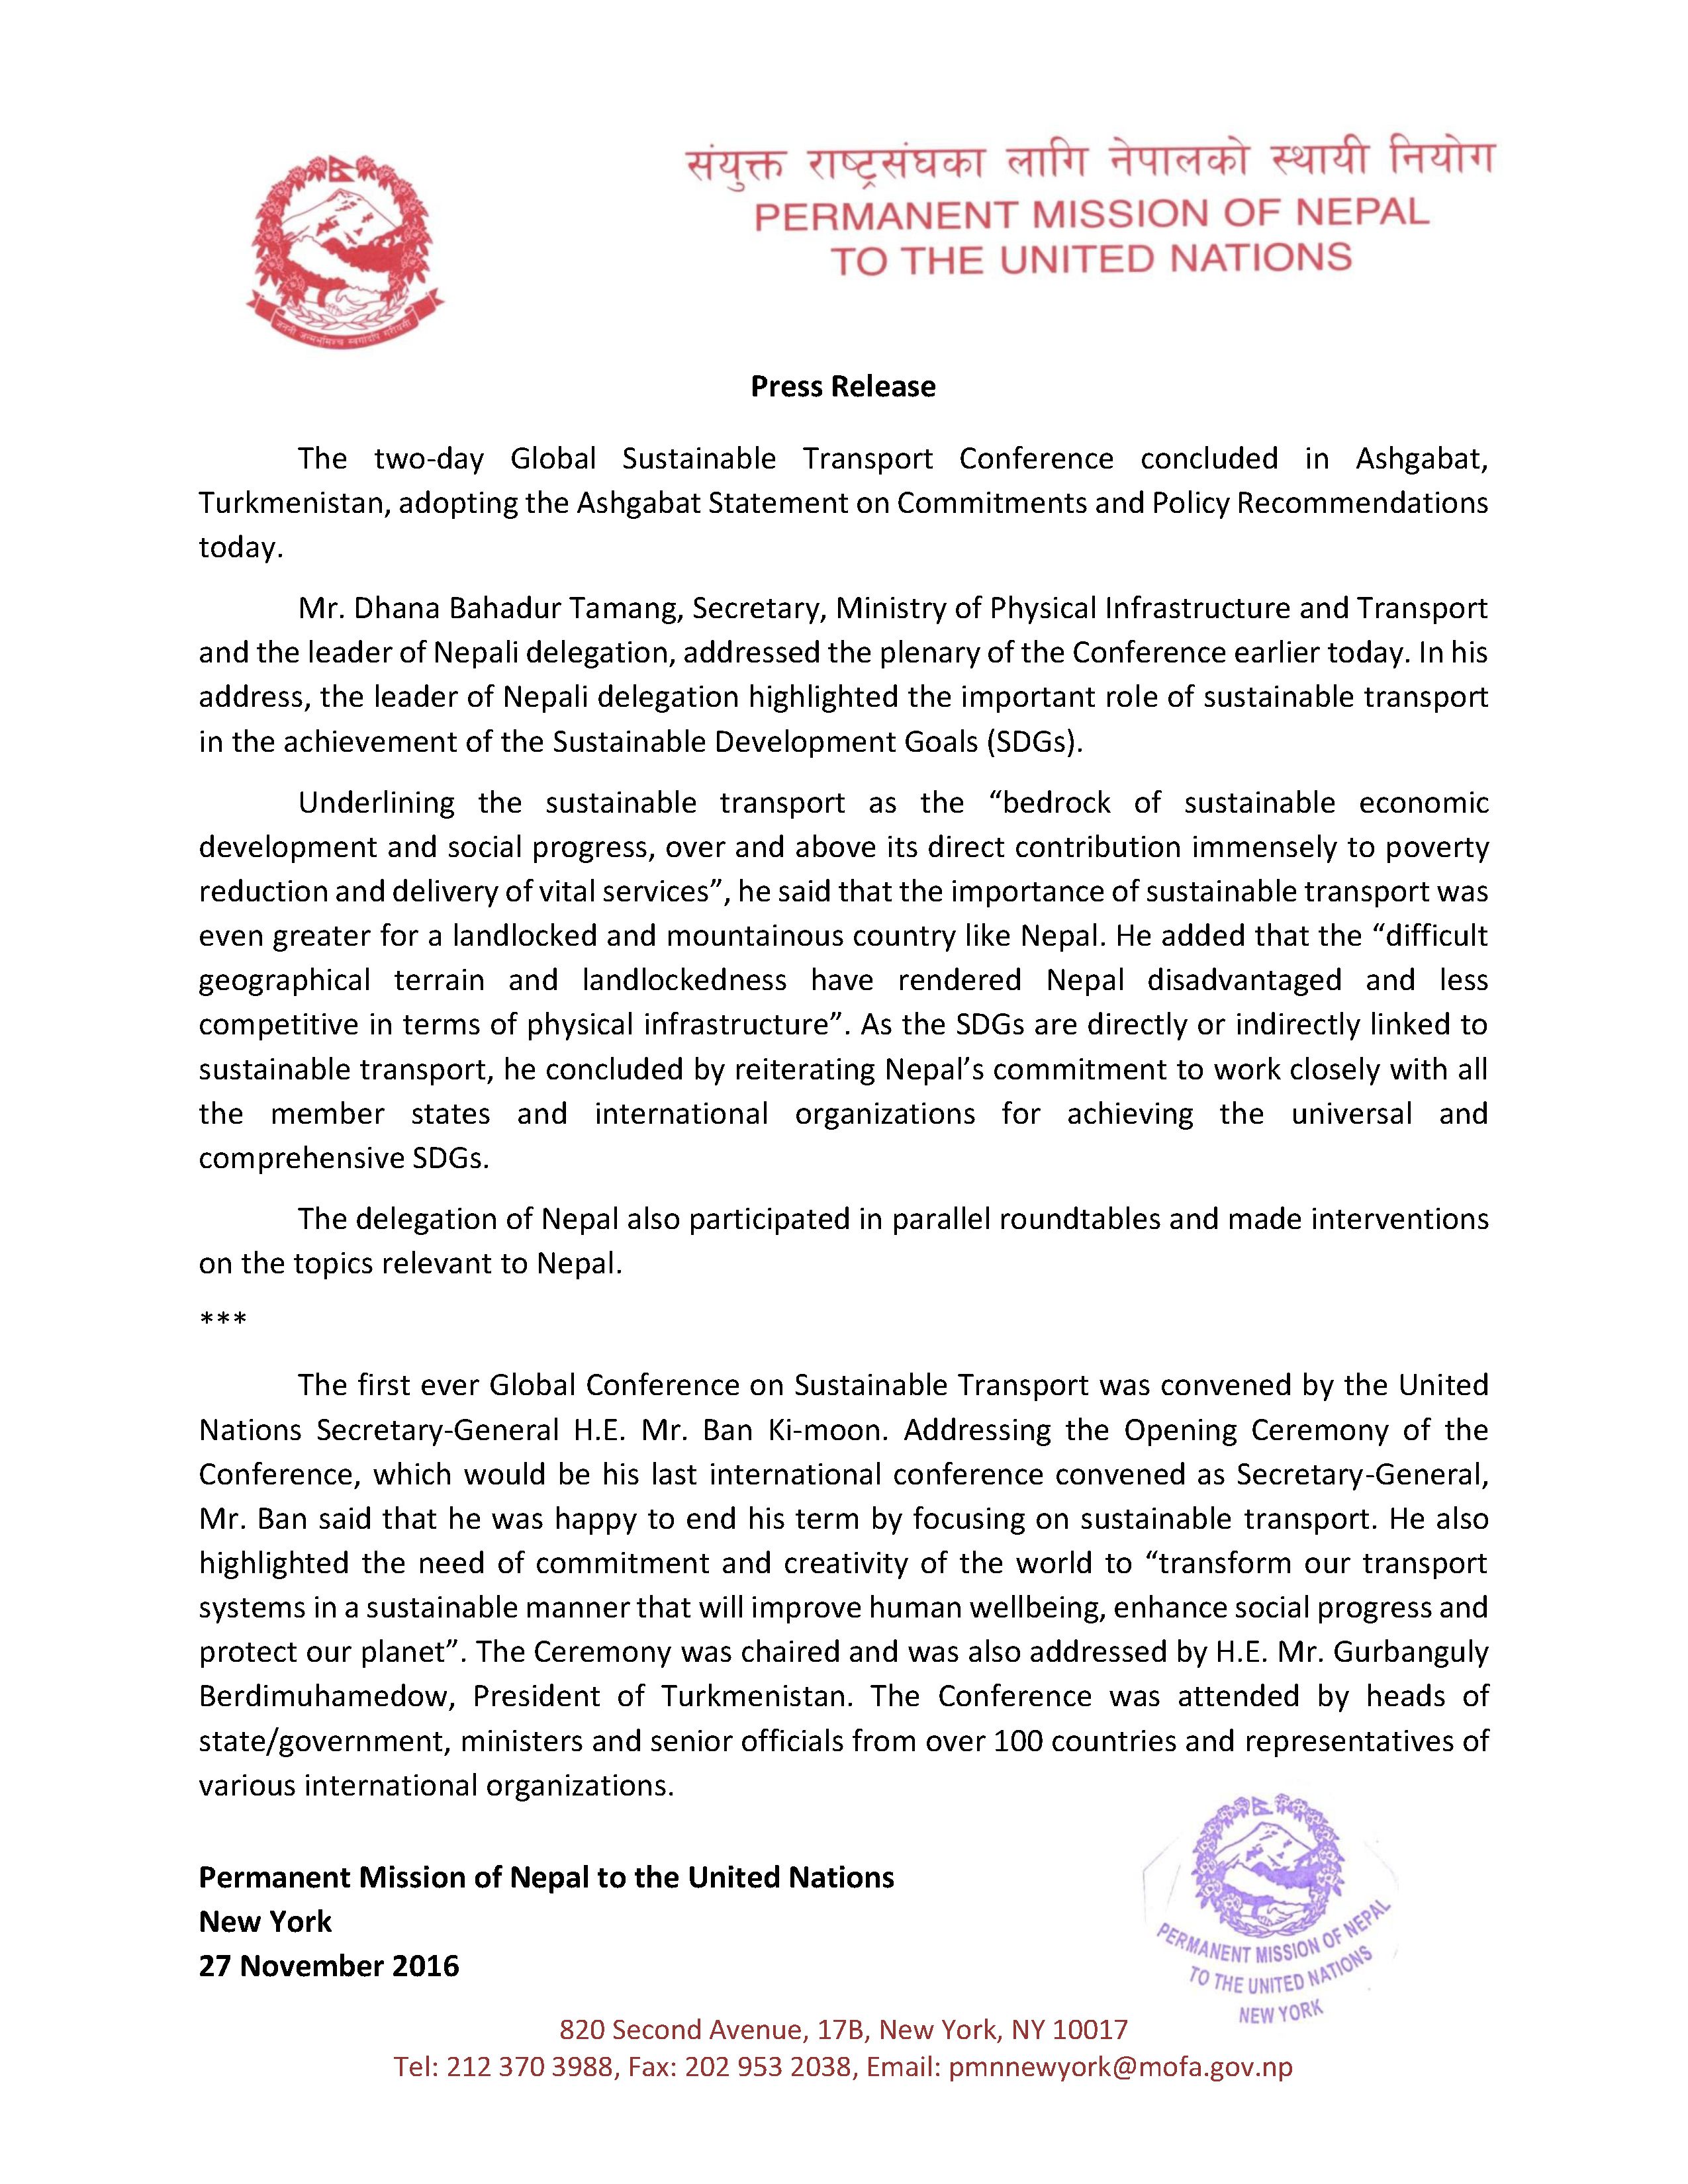 संयुक्त राष्ट्रसंघका लागि नेपालको स्थायी नियोग
PERMANENT MISSION OF NEPAL
TO THE UNITED NATIONS
जननी जन्मभूमिश्च स्वर्गादपि गरीयसी
Press Release
The two-day Global Sustainable Transport Conference concluded in Ashgabat,
Turkmenistan, adopting the Ashgabat Statement on Commitments and Policy Recommendations
today.
Mr. Dhana Bahadur Tamang, Secretary, Ministry of Physical Infrastructure and Transport
and the leader of Nepali delegation, addressed the plenary of the Conference earlier today. In his
address, the leader of Nepali delegation highlighted the important role of sustainable transport
in the achievement of the Sustainable Development Goals (SDGs).
Underlining the sustainable transport as the “bedrock of sustainable economic
development and social progress, over and above its direct contribution immensely to poverty
reduction and delivery of vital services”, he said that the importance of sustainable transport was
even greater for a landlocked and mountainous country like Nepal. He added that the “difficult
geographical terrain and landlockedness have rendered Nepal disadvantaged and less
competitive in terms of physical infrastructure”. As the SDGs are directly or indirectly linked to
sustainable transport, he concluded by reiterating Nepal’s commitment to work closely with all
the member states and international organizations for achieving the universal and
comprehensive SDGs.
The delegation of Nepal also participated in parallel roundtables and made interventions
on the topics relevant to Nepal.
***
The first ever Global Conference on Sustainable Transport was convened by the United
Nations Secretary-General H.E. Mr. Ban Ki-moon. Addressing the Opening Ceremony of the
Conference, which would be his last international conference convened as Secretary-General,
Mr. Ban said that he was happy to end his term by focusing on sustainable transport. He also
highlighted the need of commitment and creativity of the world to “transform our transport
systems in a sustainable manner that will improve human wellbeing, enhance social progress and
protect our planet”. The Ceremony was chaired and was also addressed by H.E. Mr. Gurbanguly
Berdimuhamedow, President of Turkmenistan. The Conference was attended by heads of
state/government, ministers and senior officials from over 100 countries and representatives of
various international organizations.
Permanent Mission of Nepal to the United Nations
New York
27 November 2016
PERMANENT MISSION OF NEPAL
TO THE UNITED NATIONS
NEW YORK
820 Second Avenue, 17B, New York, NY 10017
Tel: 212 370 3988, Fax: 202 953 2038, Email: pmnnewyork@mofa.gov.np